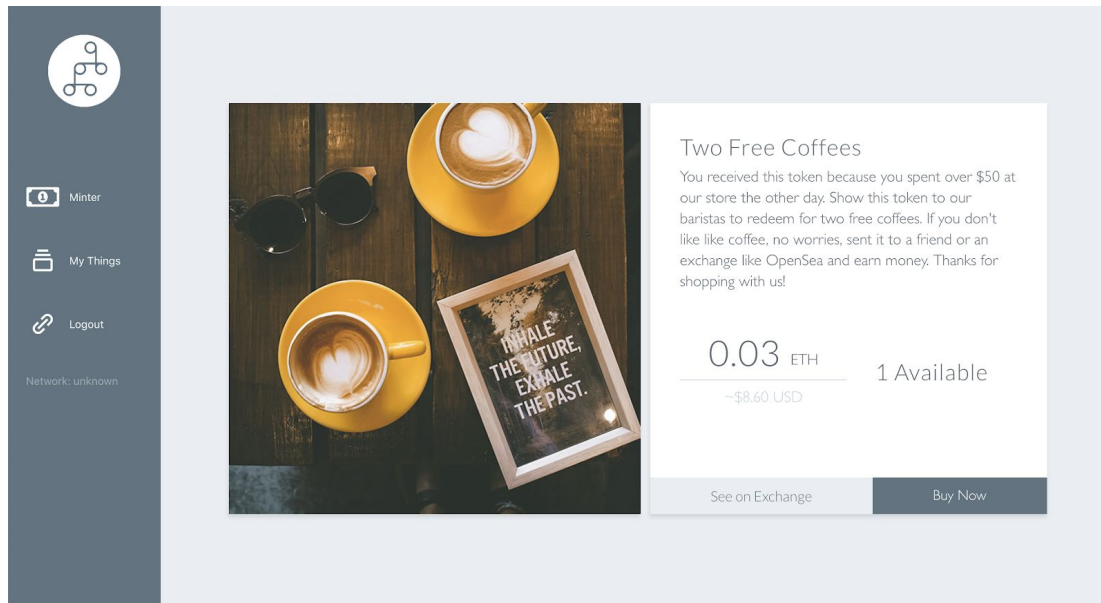 Minter
My Things
Logout
Network: unknown
INHALE
THE FUTURE,
EXHALE
THE PAST.
Two Free Coffees
You received this token because you spent over $50 at
our store the other day. Show this token to our
baristas to redeem for two free coffees. If you don't
like like coffee, no worries, sent it to a friend or an
exchange like OpenSea and earn money. Thanks for
shopping with us!
0.03 ETH
~$8.60 USD
1 Available
See on Exchange
Buy Now